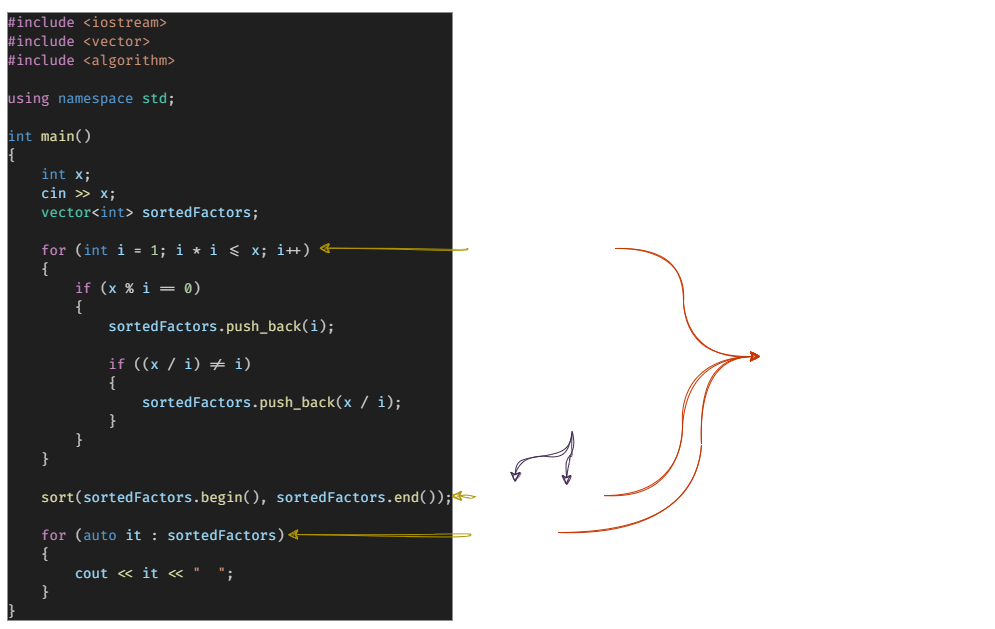 #include <iostream>
#include <vector>
#include <algorithm>
using namespace std;
int main()
{
int x;
cin >> x;
vector<int> sortedFactors;
for (int i = 1; i * i ⩽ x; i++)
{
if (x % i == 0)
{
sortedFactors.push_back(i);
if ((x / i) ≠ i)
{
sortedFactors.push_back(x / i);
}
}
}
sort(sortedFactors.begin(), sortedFactors.end());
for (auto it : sortedFactors)
{
cout << it << "  ";
}
}